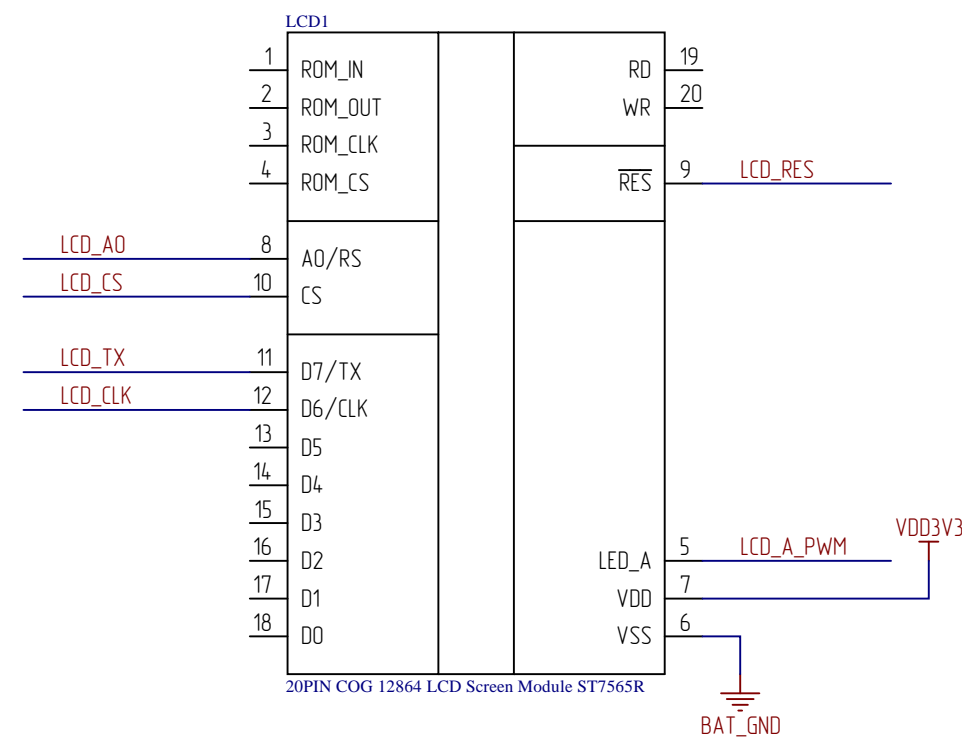 LCD1
1 ROM_IN
2 ROM_OUT
3 ROM_CLK
4 ROM_CS
LCD_A0 8 A0/RS
LCD_CS 10 CS
LCD_TX 11 D7/TX
LCD_CLK 12 D6/CLK
13 D5
14 D4
15 D3
16 D2
17 D1
18 D0
RD 19
WR 20
RES 9 LCD_RES
LED_A 5 LCD_A_PWM
VDD 7 VDD3V3
VSS 6
BAT_GND
20PIN COG 12864 LCD Screen Module ST7565R